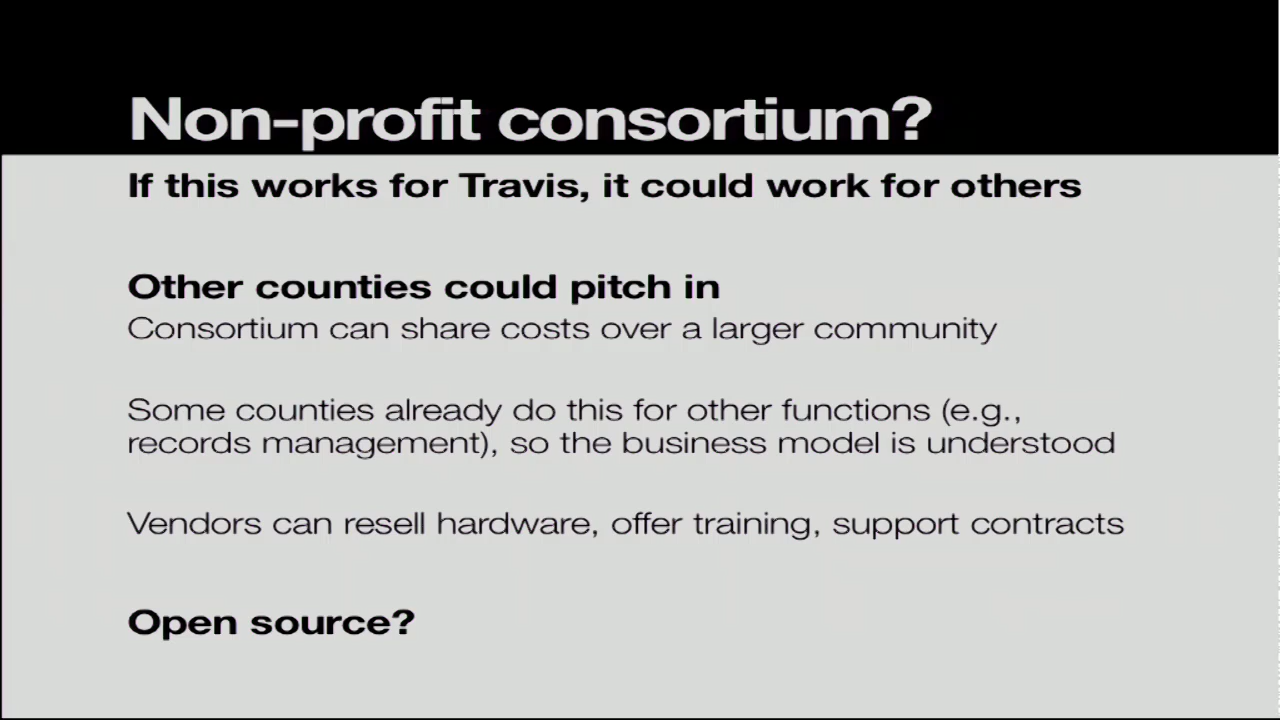 Non-profit consortium?
If this works for Travis, it could work for others
Other counties could pitch in
Consortium can share costs over a larger community
Some counties already do this for other functions (e.g.,
records management), so the business model is understood
Vendors can resell hardware, offer training, support contracts
Open source?